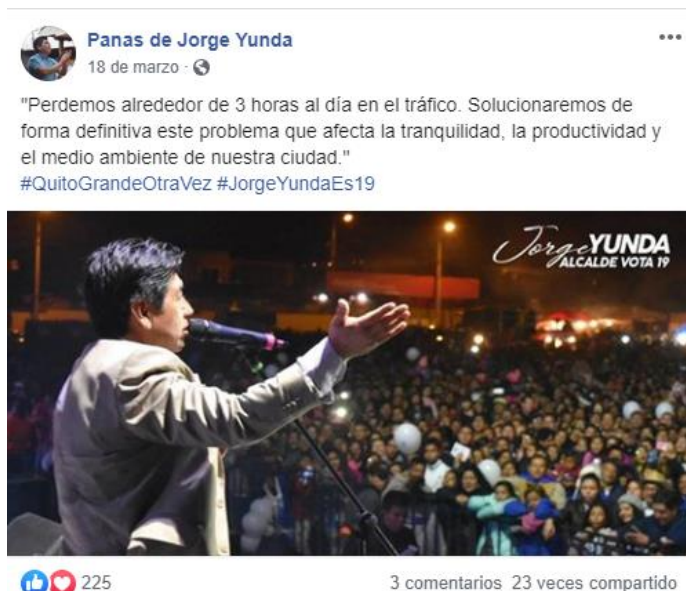 Panas de Jorge Yunda
18 de marzo
"Perdemos alrededor de 3 horas al día en el tráfico. Solucionaremos de
forma definitiva este problema que afecta la tranquilidad, la productividad y
el medio ambiente de nuestra ciudad."
#QuitoGrandeOtraVez #JorgeYundaEs19
Jorge YUNDA
ALCALDE VOTA 19
225
3 comentarios 23 veces compartido